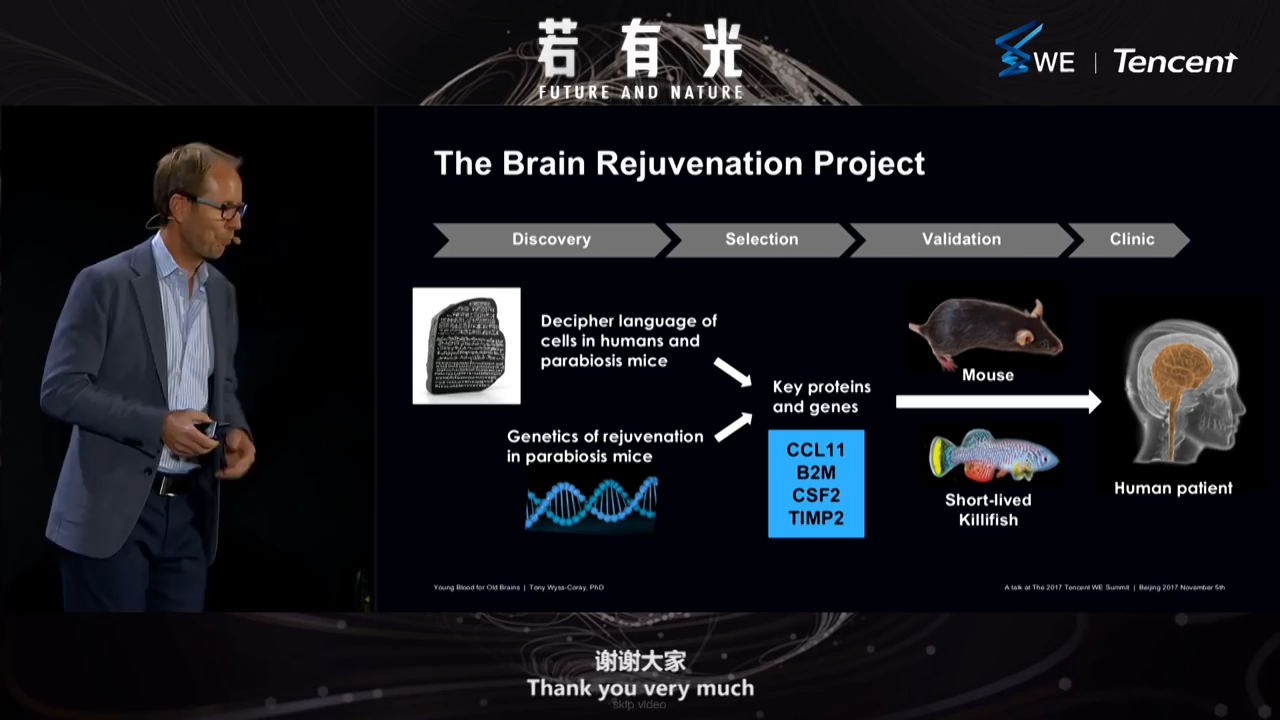 若有光
FUTURE AND NATURE
WE | Tencent
The Brain Rejuvenation Project
Discovery
Selection
Validation
Clinic
Decipher language of
cells in humans and
parabiosis mice
Genetics of rejuvenation
in parabiosis mice
Key proteins
and genes
CCL11
B2M
CSF2
TIMP2
Mouse
Short-lived
Killifish
Human patient
Young Blood for Old Brains | Tony Wyss-Coray, PhD
A talk at The 2017 Tencent WE Summit | Beijing 2017 November 5th
谢谢大家
Thank you very much
skip video